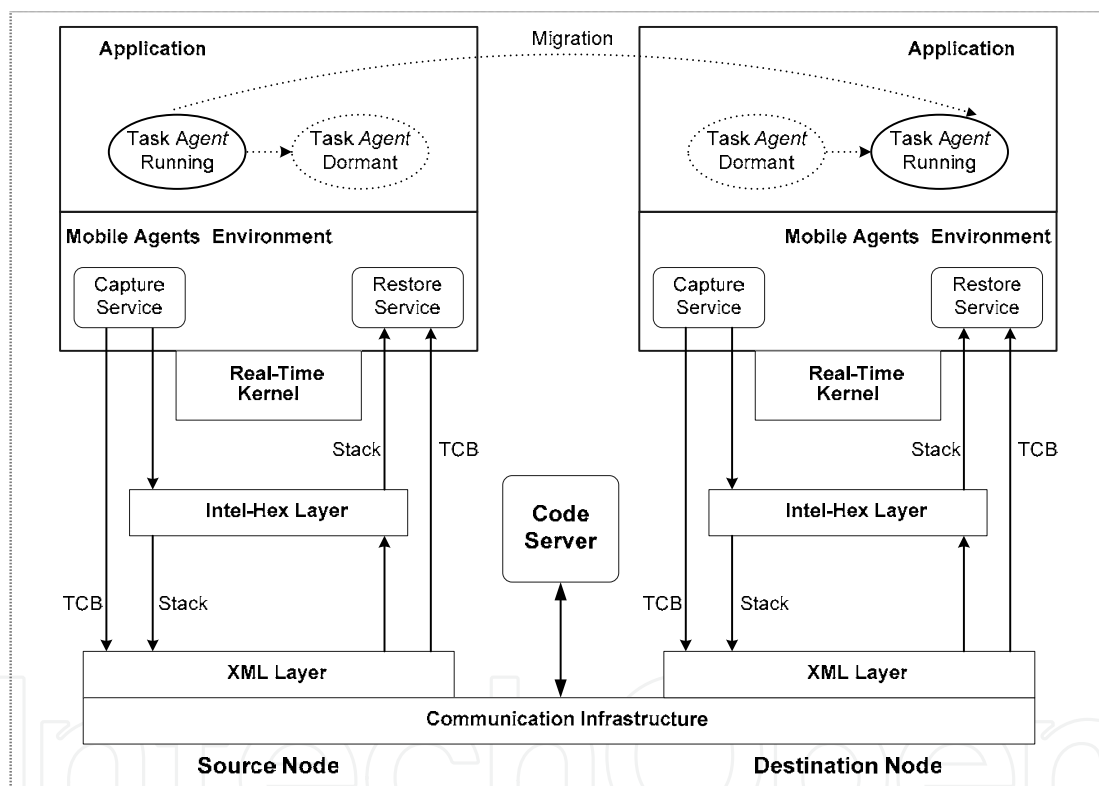 Application
Migration
Application
Task Agent
Running
Task Agent
Dormant
Task Agent
Dormant
Task Agent
Running
Mobile Agents Environment
Mobile Agents Environment
Capture
Service
Restore
Service
Capture
Service
Restore
Service
Real-Time
Kernel
Real-Time
Kernel
Stack
TCB
Stack
TCB
Intel-Hex Layer
Code
Server
Intel-Hex Layer
TCB
Stack
TCB
Stack
XML Layer
XML Layer
Communication Infrastructure
Source Node
Destination Node
IntechOpen